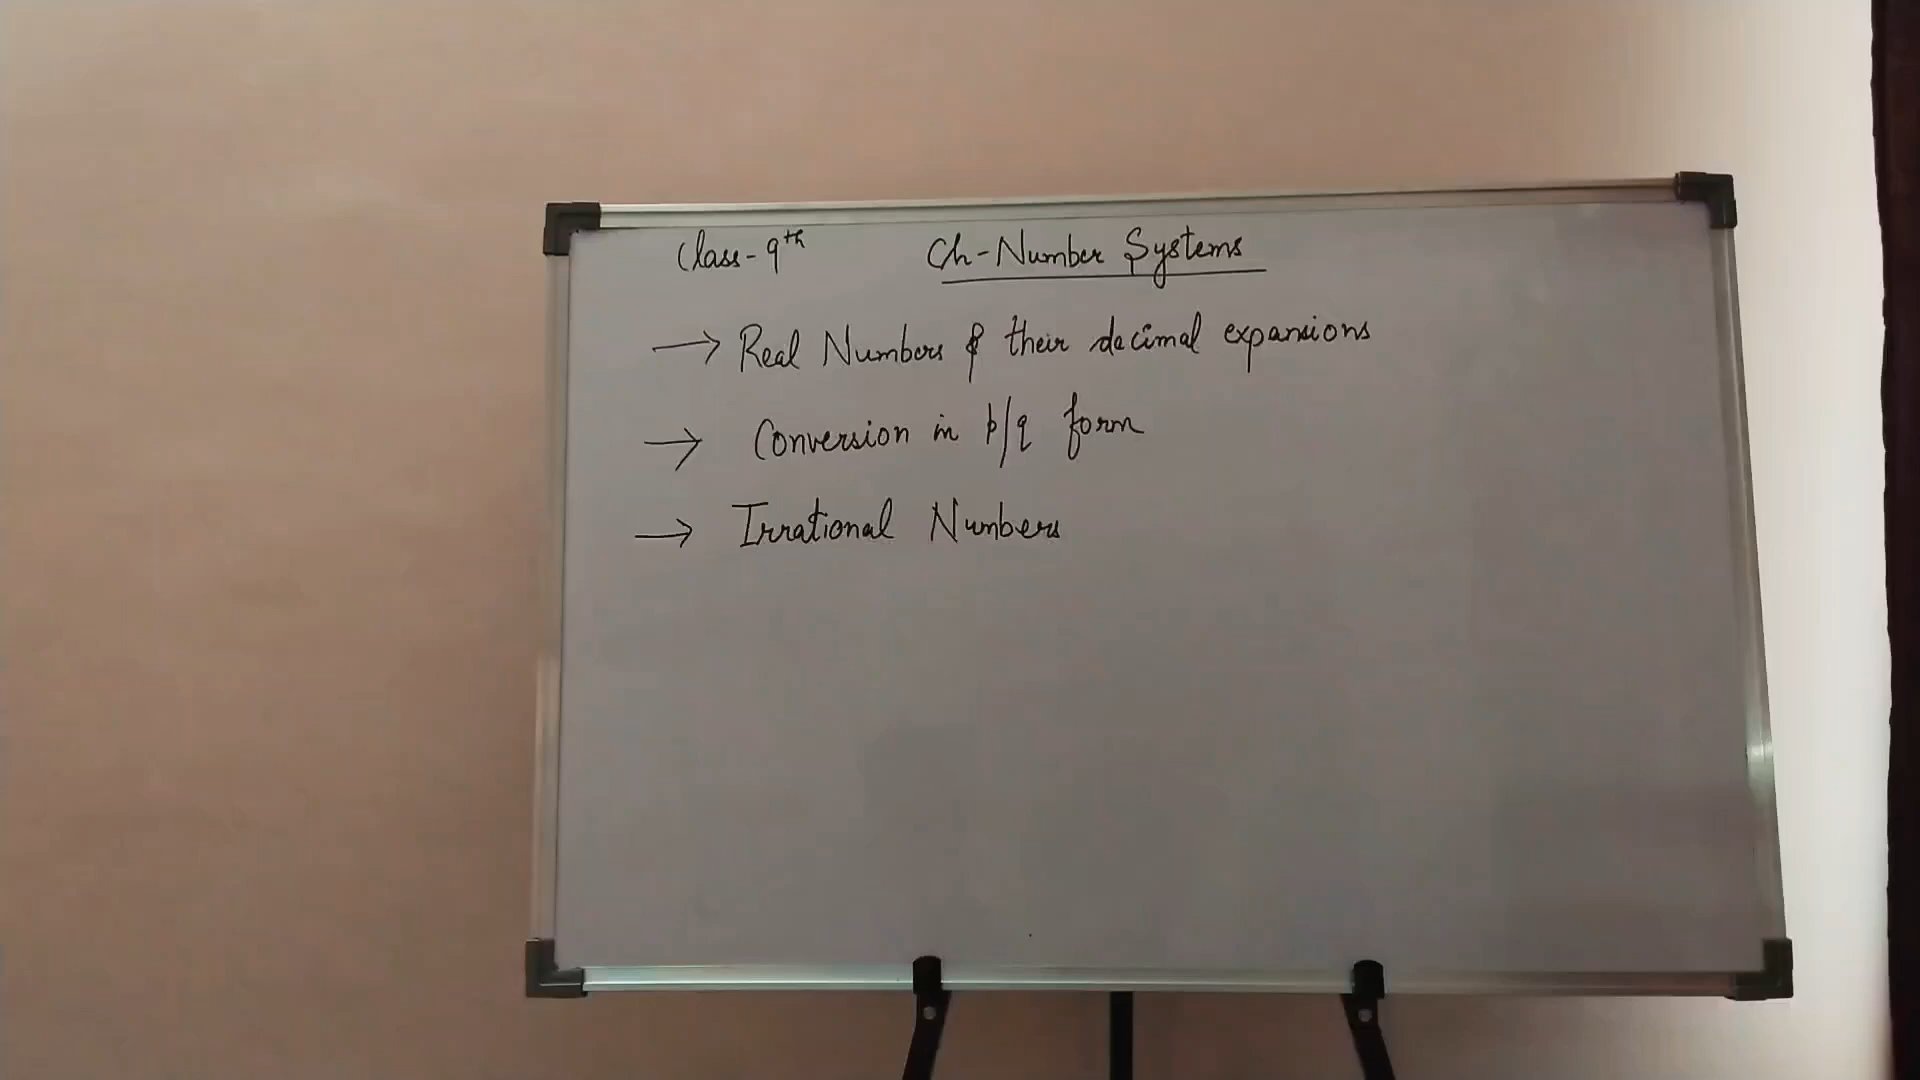 Class-9th Ch-Number Systems
→ Real Numbers & their decimal expansions
→ Conversion in p/q form
→ Irrational Numbers